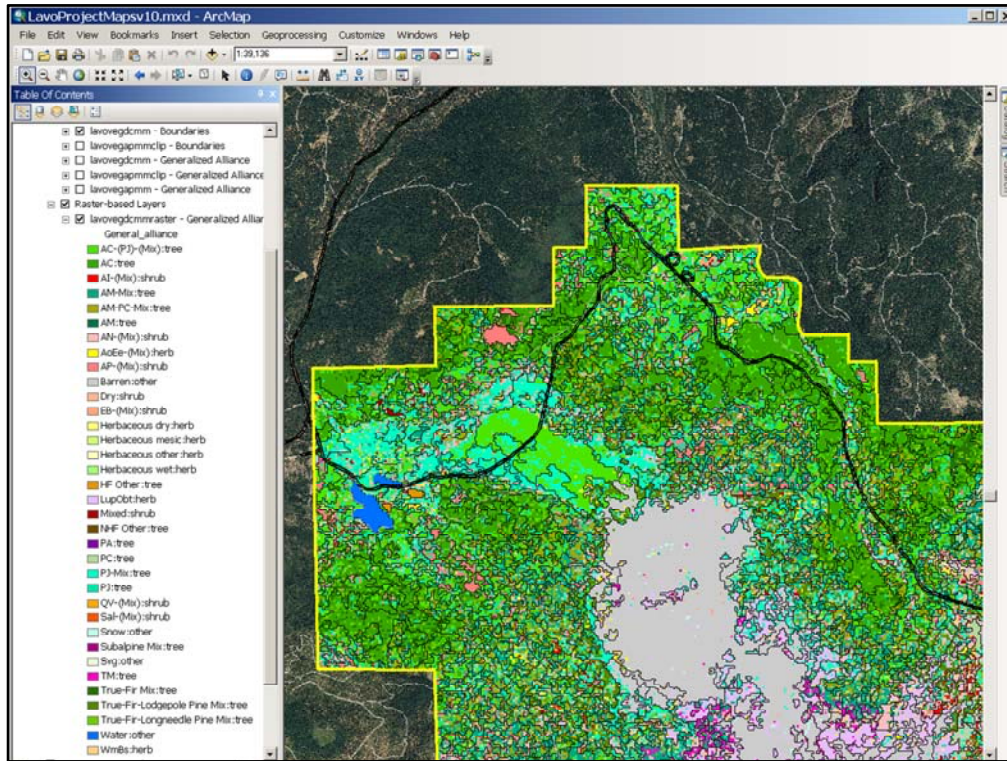 LavoProjectMapsv10.mxd - ArcMap
File Edit View Bookmarks Insert Selection Geoprocessing Customize Windows Help
1:39,136
Table Of Contents
lavovegdcmm - Boundaries
lavovegapmmclip - Boundaries
lavovegdcmm - Generalized Alliance
lavovegapmmclip - Generalized Alliance
lavovegapmm - Generalized Alliance
Raster-based Layers
lavovegdcmmraster - Generalized Allian
General_alliance
AC-(PJ)-(Mix):tree
AC:tree
AI-(Mix):shrub
AM-Mix:tree
AM-PC-Mix:tree
AM:tree
AN-(Mix):shrub
AoEe-(Mix):herb
AP-(Mix):shrub
Barren:other
Dry:shrub
EB-(Mix):shrub
Herbaceous dry:herb
Herbaceous mesic:herb
Herbaceous other:herb
Herbaceous wet:herb
HF Other:tree
LupObt:herb
Mixed:shrub
NHF Other:tree
PA:tree
PC:tree
PJ-Mix:tree
PJ:tree
QV-(Mix):shrub
Sal-(Mix):shrub
Snow:other
Subalpine Mix:tree
Svg:other
TM:tree
True-Fir Mix:tree
True-Fir-Lodgepole Pine Mix:tree
True-Fir-Longneedle Pine Mix:tree
Water:other
WmBs:herb